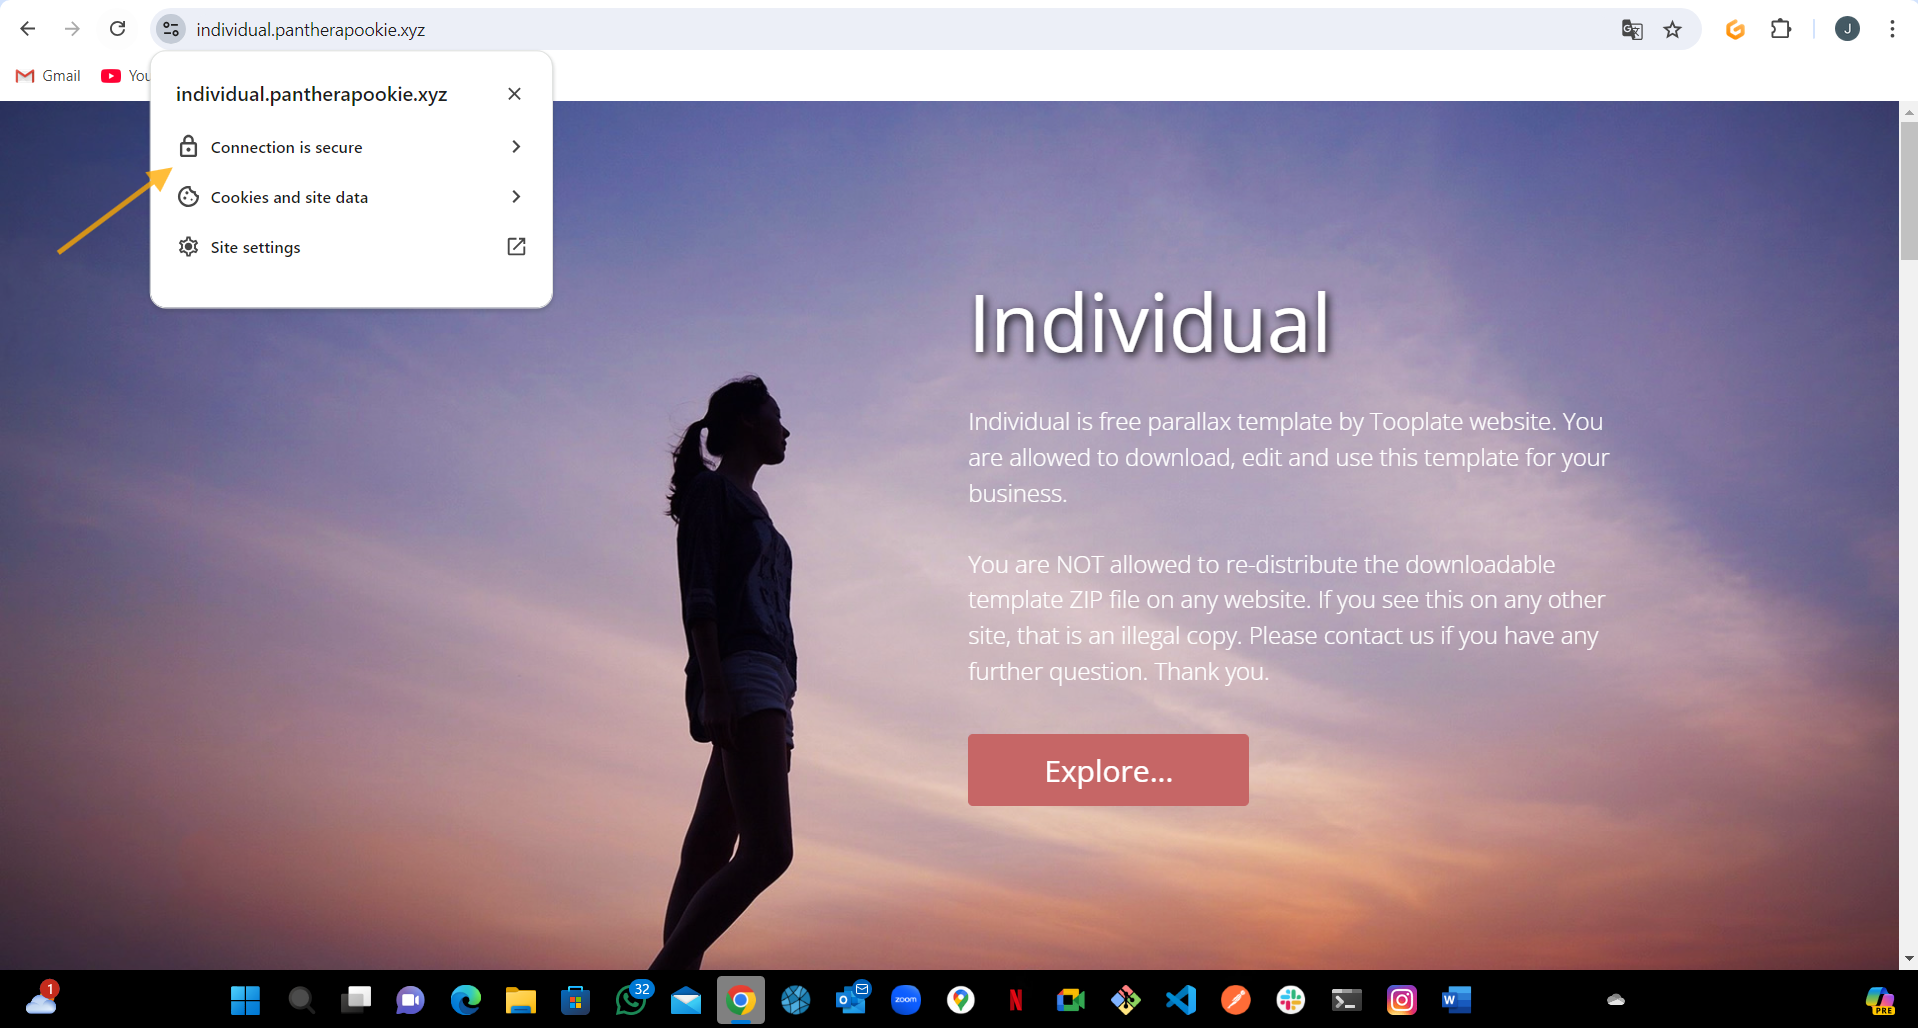 individual.pantherapookie.xyz
J
Gmail
You
individual.pantherapookie.xyz
Connection is secure
Cookies and site data
Site settings
Individual
Individual is free parallax template by Tooplate website. You
are allowed to download, edit and use this template for your
business.
You are NOT allowed to re-distribute the downloadable
template ZIP file on any website. If you see this on any other
site, that is an illegal copy. Please contact us if you have any
further question. Thank you.
Explore...
1
32
zoom
PRE